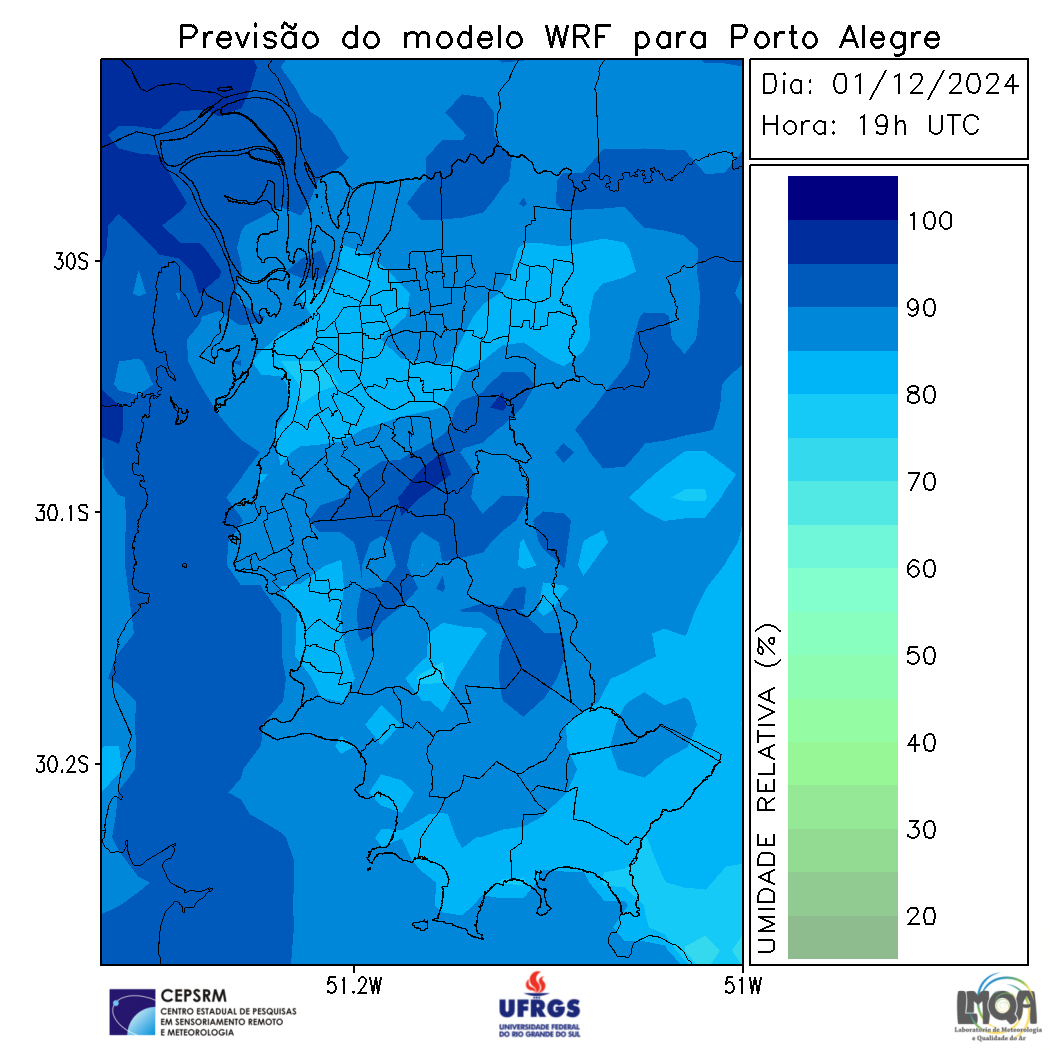 Previsão do modelo WRF para Porto Alegre
Dia: 01/12/2024
Hora: 19h UTC
30S
30.1S
30.2S
51.2W
51W
100
90
80
70
60
50
40
30
20
UMIDADE RELATIVA (%)
CEPSRM
CENTRO ESTADUAL DE PESQUISAS
EM SENSORIAMENTO REMOTO
E METEOROLOGIA
UFRGS
UNIVERSIDADE FEDERAL
DO RIO GRANDE DO SUL
LMQA
Laboratório de Meteorologia
e Qualidade do Ar